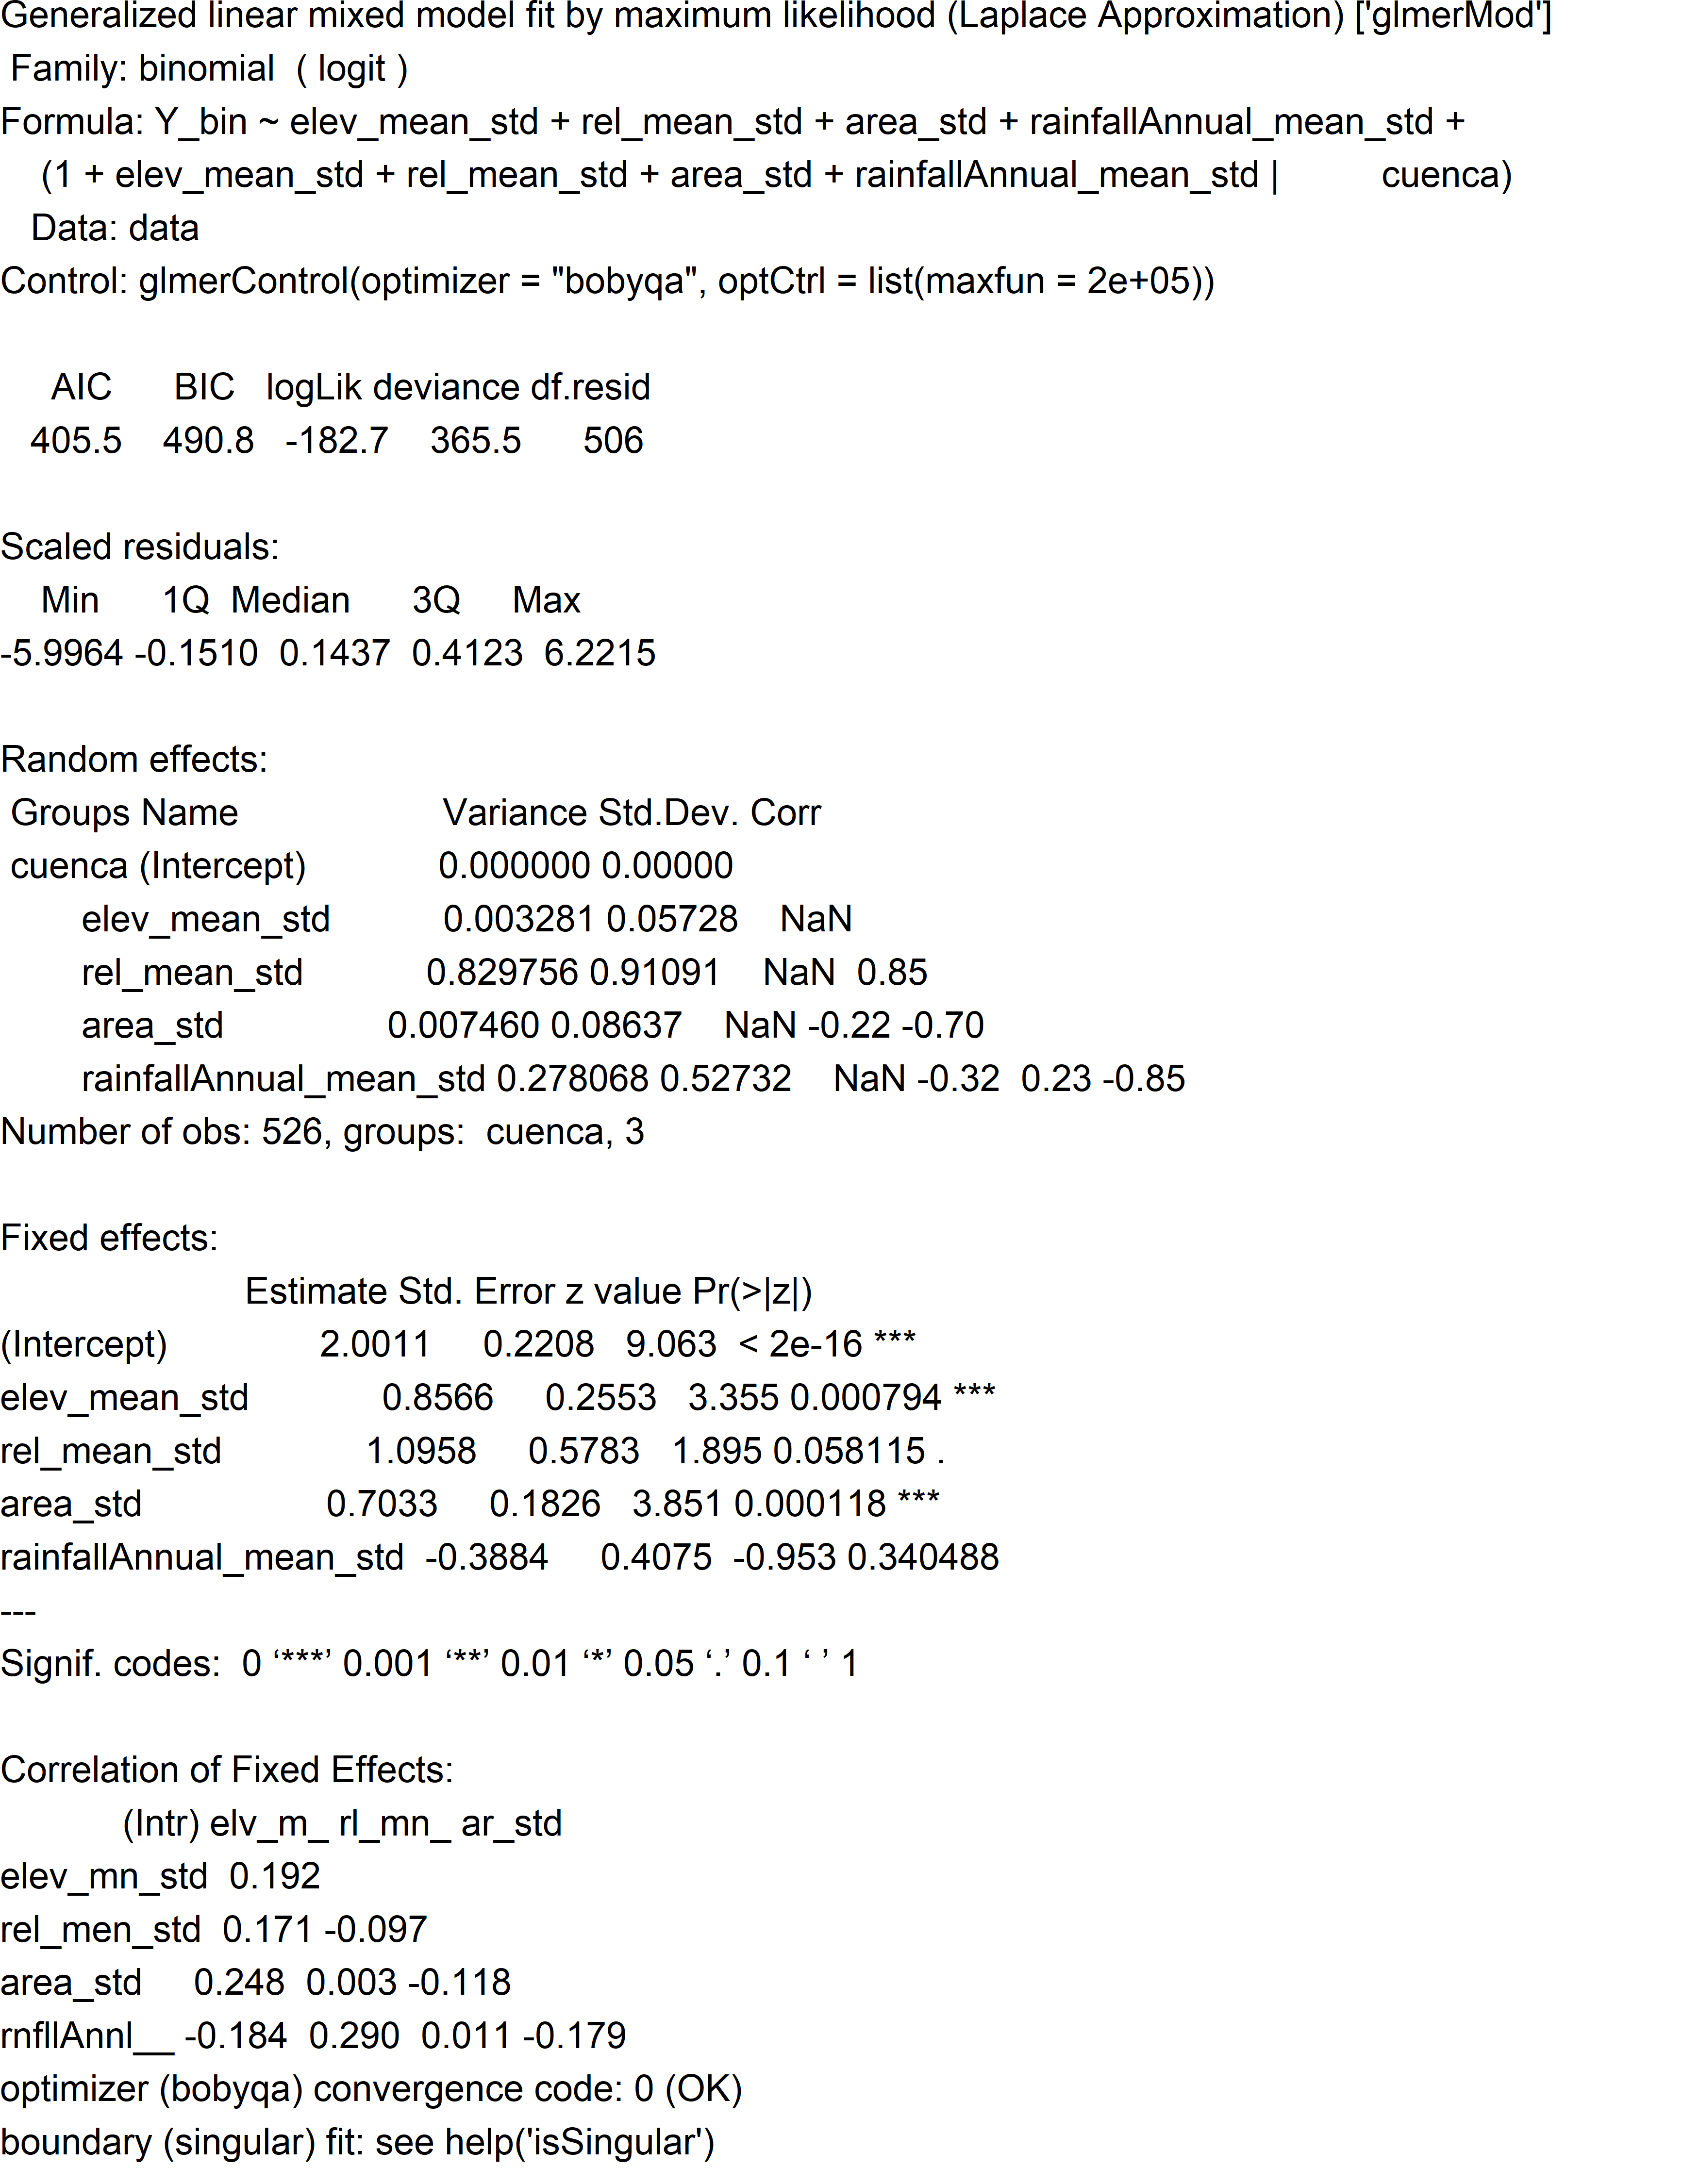 Generalized linear mixed model fit by maximum likelihood (Laplace Approximation) ['glmerMod']
Family: binomial  ( logit )
Formula: Y_bin ~ elev_mean_std + rel_mean_std + area_std + rainfallAnnual_mean_std +
(1 + elev_mean_std + rel_mean_std + area_std + rainfallAnnual_mean_std |          cuenca)
Data: data
Control: glmerControl(optimizer = "bobyqa", optCtrl = list(maxfun = 2e+05))
AIC      BIC   logLik deviance df.resid
405.5    490.8   -182.7    365.5      506
Scaled residuals:
Min      1Q  Median      3Q     Max
-5.9964 -0.1510  0.1437  0.4123  6.2215
Random effects:
Groups Name                    Variance Std.Dev. Corr
cuenca (Intercept)             0.000000 0.00000
elev_mean_std           0.003281 0.05728    NaN
rel_mean_std            0.829756 0.91091    NaN  0.85
area_std                0.007460 0.08637    NaN -0.22 -0.70
rainfallAnnual_mean_std 0.278068 0.52732    NaN -0.32  0.23 -0.85
Number of obs: 526, groups:  cuenca, 3
Fixed effects:
Estimate Std. Error z value Pr(>|z|)
(Intercept)               2.0011     0.2208   9.063  < 2e-16 ***
elev_mean_std             0.8566     0.2553   3.355 0.000794 ***
rel_mean_std              1.0958     0.5783   1.895 0.058115 .
area_std                  0.7033     0.1826   3.851 0.000118 ***
rainfallAnnual_mean_std  -0.3884     0.4075  -0.953 0.340488
---
Signif. codes:  0 ‘***’ 0.001 ‘**’ 0.01 ‘*’ 0.05 ‘.’ 0.1 ‘ ’ 1
Correlation of Fixed Effects:
(Intr) elv_m_ rl_mn_ ar_std
elev_mn_std  0.192
rel_men_std  0.171 -0.097
area_std     0.248  0.003 -0.118
rnfllAnnl__ -0.184  0.290  0.011 -0.179
optimizer (bobyqa) convergence code: 0 (OK)
boundary (singular) fit: see help('isSingular')